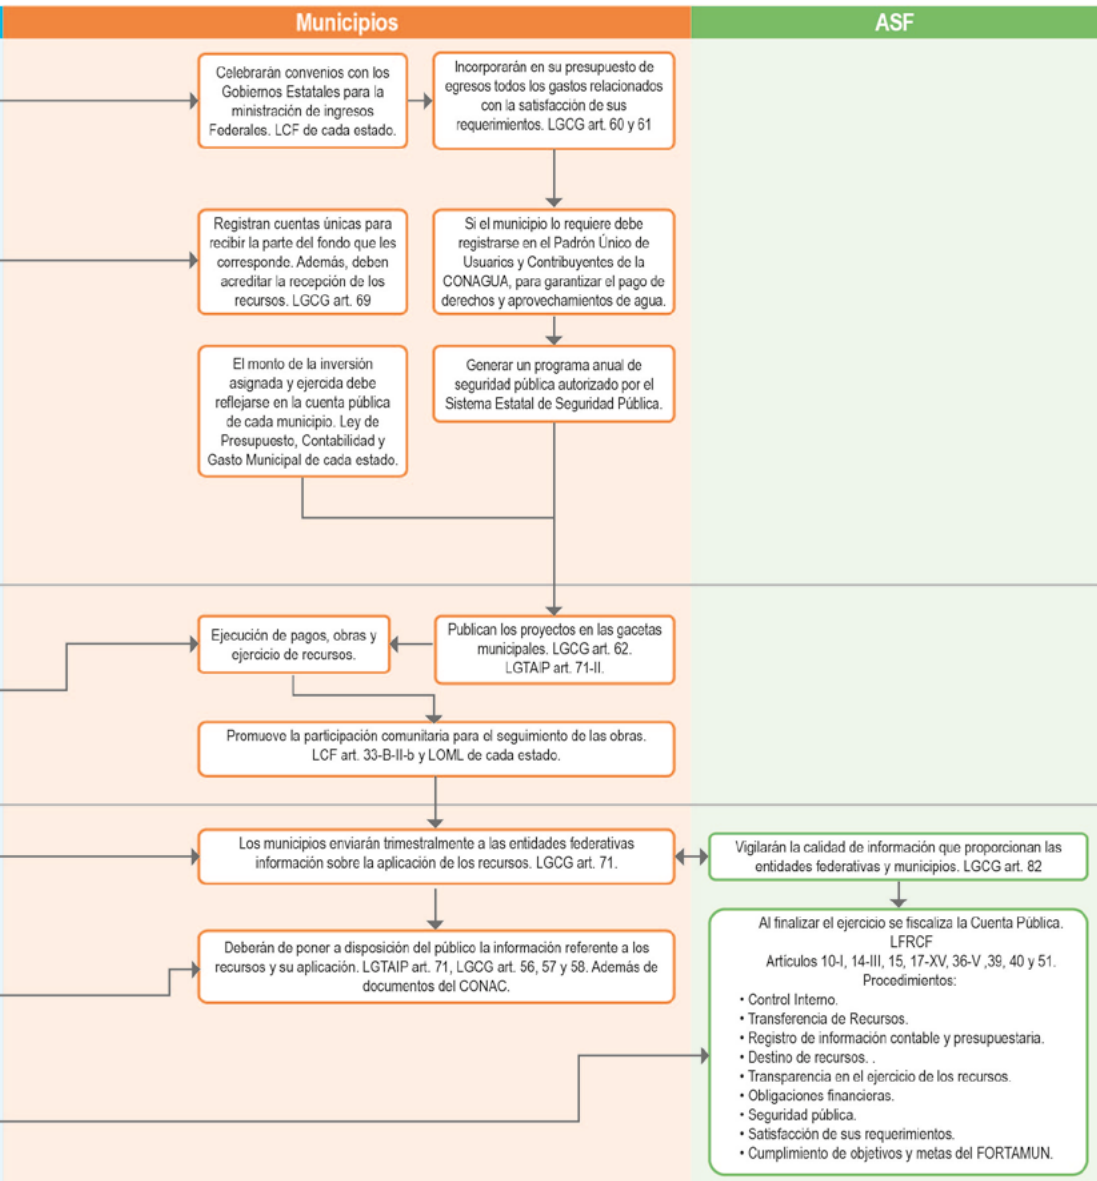 Municipios
ASF
Celebrarán convenios con los
Gobiernos Estatales para la
ministración de ingresos
Federales. LCF de cada estado.
Incorporarán en su presupuesto de
egresos todos los gastos relacionados
con la satisfacción de sus
requerimientos. LGCG art. 60 y 61
Registran cuentas únicas para
recibir la parte del fondo que les
corresponde. Además, deben
acreditar la recepción de los
recursos. LGCG art. 69
Si el municipio lo requiere debe
registrarse en el Padrón Único de
Usuarios y Contribuyentes de la
CONAGUA, para garantizar el pago de
derechos y aprovechamientos de agua.
El monto de la inversión
asignada y ejercida debe
reflejarse en la cuenta pública
de cada municipio. Ley de
Presupuesto, Contabilidad y
Gasto Municipal de cada estado.
Generar un programa anual de
seguridad pública autorizado por el
Sistema Estatal de Seguridad Pública.
Ejecución de pagos, obras y
ejercicio de recursos.
Publican los proyectos en las gacetas
municipales. LGCG art. 62.
LGTAIP art. 71-II.
Promueve la participación comunitaria para el seguimiento de las obras.
LCF art. 33-B-II-b y LOML de cada estado.
Los municipios enviarán trimestralmente a las entidades federativas
información sobre la aplicación de los recursos. LGCG art. 71.
Vigilarán la calidad de información que proporcionan las
entidades federativas y municipios. LGCG art. 82
Deberán de poner a disposición del público la información referente a los
recursos y su aplicación. LGTAIP art. 71, LGCG art. 56, 57 y 58. Además de
documentos del CONAC.
Al finalizar el ejercicio se fiscaliza la Cuenta Pública.
LFRCF
Artículos 10-I, 14-III, 15, 17-XV, 36-V ,39, 40 y 51.
Procedimientos:
• Control Interno.
• Transferencia de Recursos.
• Registro de información contable y presupuestaria.
• Destino de recursos. .
• Transparencia en el ejercicio de los recursos.
• Obligaciones financieras.
• Seguridad pública.
• Satisfacción de sus requerimientos.
• Cumplimiento de objetivos y metas del FORTAMUN.